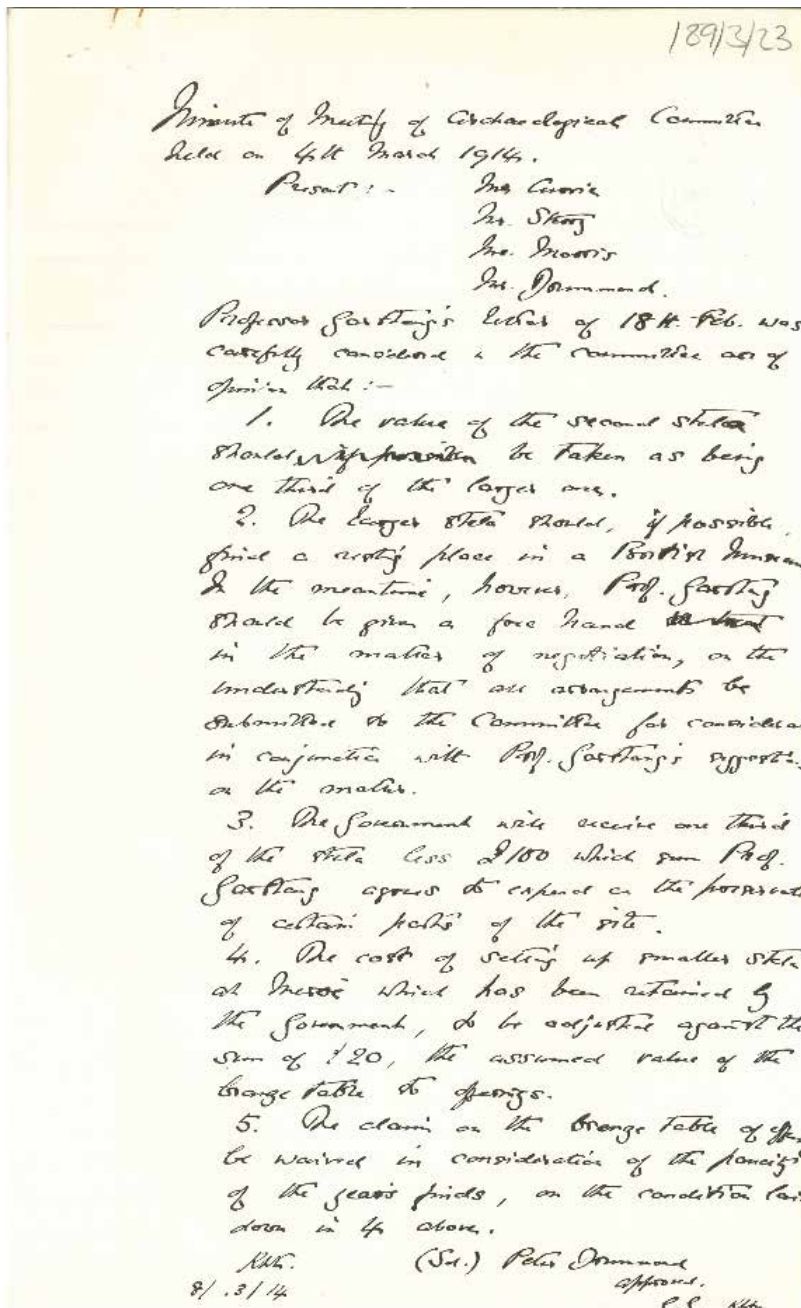 189/3/23
Minute of Meeting of Archaeological Committee
held on 4th March 1914.
Present :- Mr Currie
Mr. Sterry
Mr. Morris
Mr. Drummond.
Professor Garstang's letter of 18th Feb. was
carefully considered & the committee are of
opinion that :-
1. The value of the second stela
should be taken as being
one third of the larger one.
2. The larger stela should, if possible,
find a resting place in a British Museum
In the meantime, however, Prof. Garstang
should be given a free hand
in the matter of negotiation, on the
understanding that all arrangements be
submitted to the Committee for considera
in conjunction with Prof. Garstang's suggestions
on the matter.
3. The Government will receive one third
of the stela less £100 which sum Prof.
Garstang agrees to expend on the preservati
of certain parts of the site.
4. The cost of setting up smaller stela
at Meroë which has been retained by
the Government, to be adjusted against the
sum of £20, the assumed value of the
bronze table of offerings.
5. The claim on the bronze table of offer
be waived in consideration of the paucity
of the year's finds, on the condition laid
down in 4 above.
(Sd.) Peter Drummond
8/.3/14 approved.